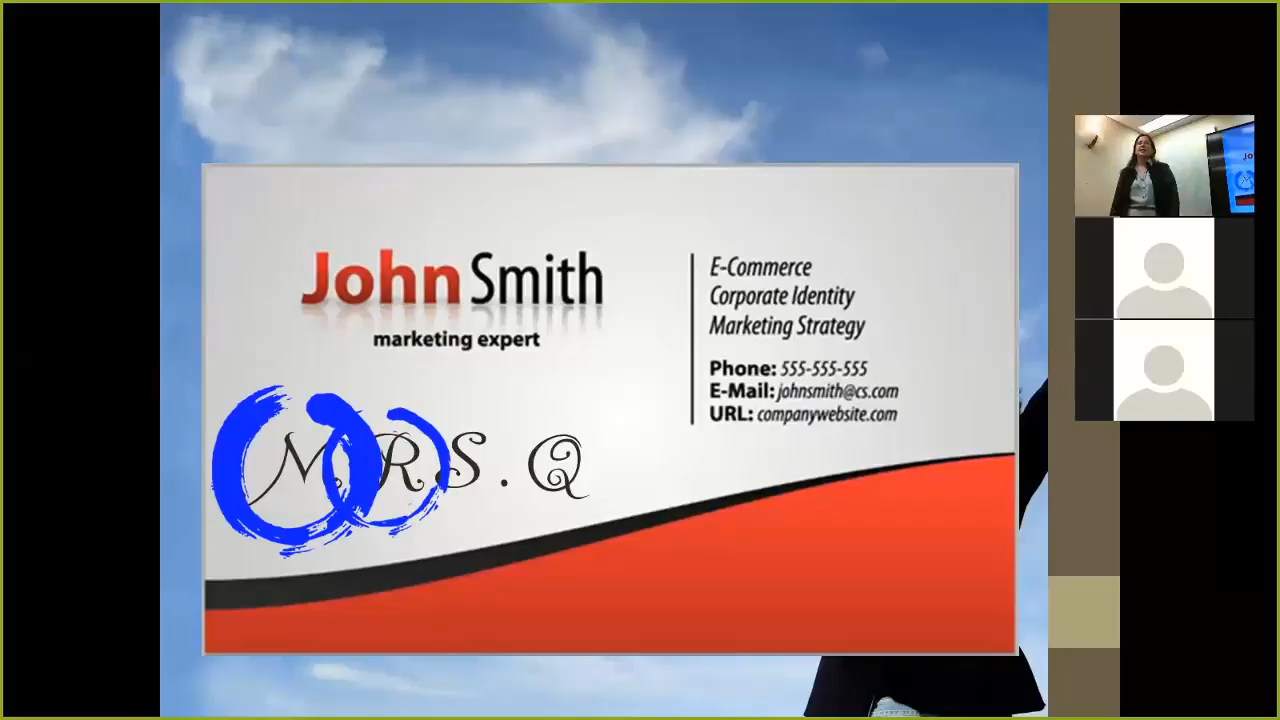 John Smith
marketing expert
E-Commerce
Corporate Identity
Marketing Strategy
Phone: 555-555-555
E-Mail: johnsmith@cs.com
URL: companywebsite.com
M.RS.Q